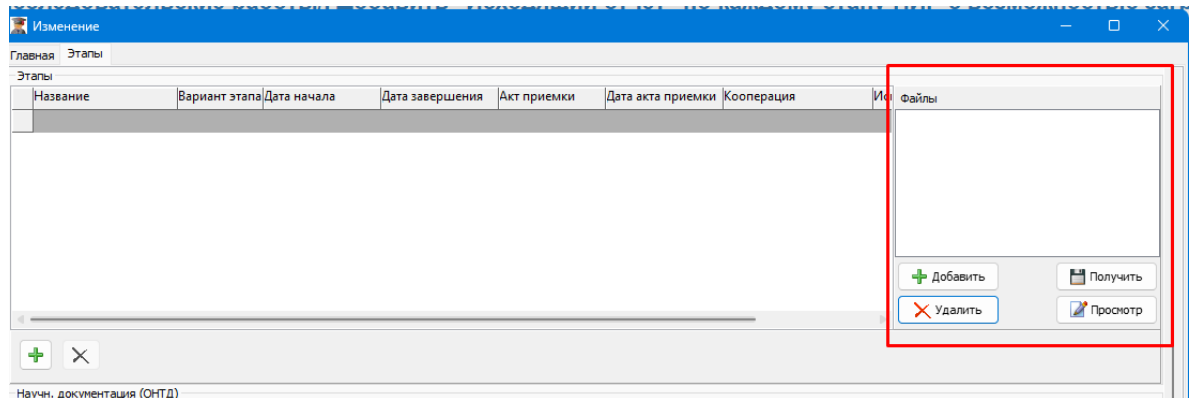 Изменение
Главная Этапы
Этапы
Название Вариант этапа Дата начала Дата завершения Акт приемки Дата акта приемки Кооперация
Файлы
Добавить Получить
Удалить Просмотр
Научн. документация (ОНТД)